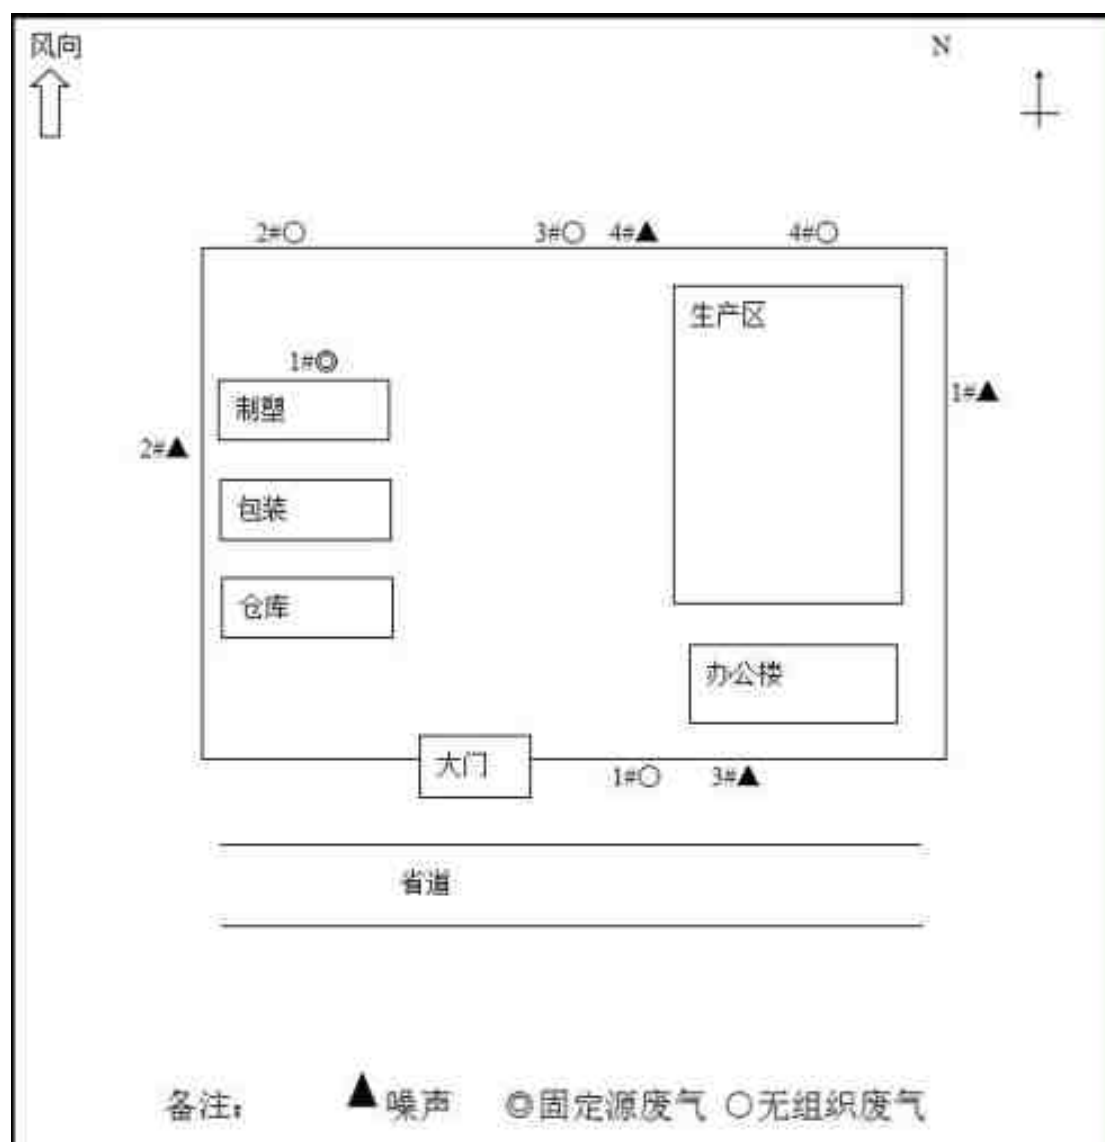 风向
N
2#○ 3#○ 4#▲ 4#○
生产区
1#◎
制塑
1#▲
2#▲
包装
仓库
办公楼
大门
1#○ 3#▲
省道
备注： ▲噪声 ◎固定源废气 ○无组织废气